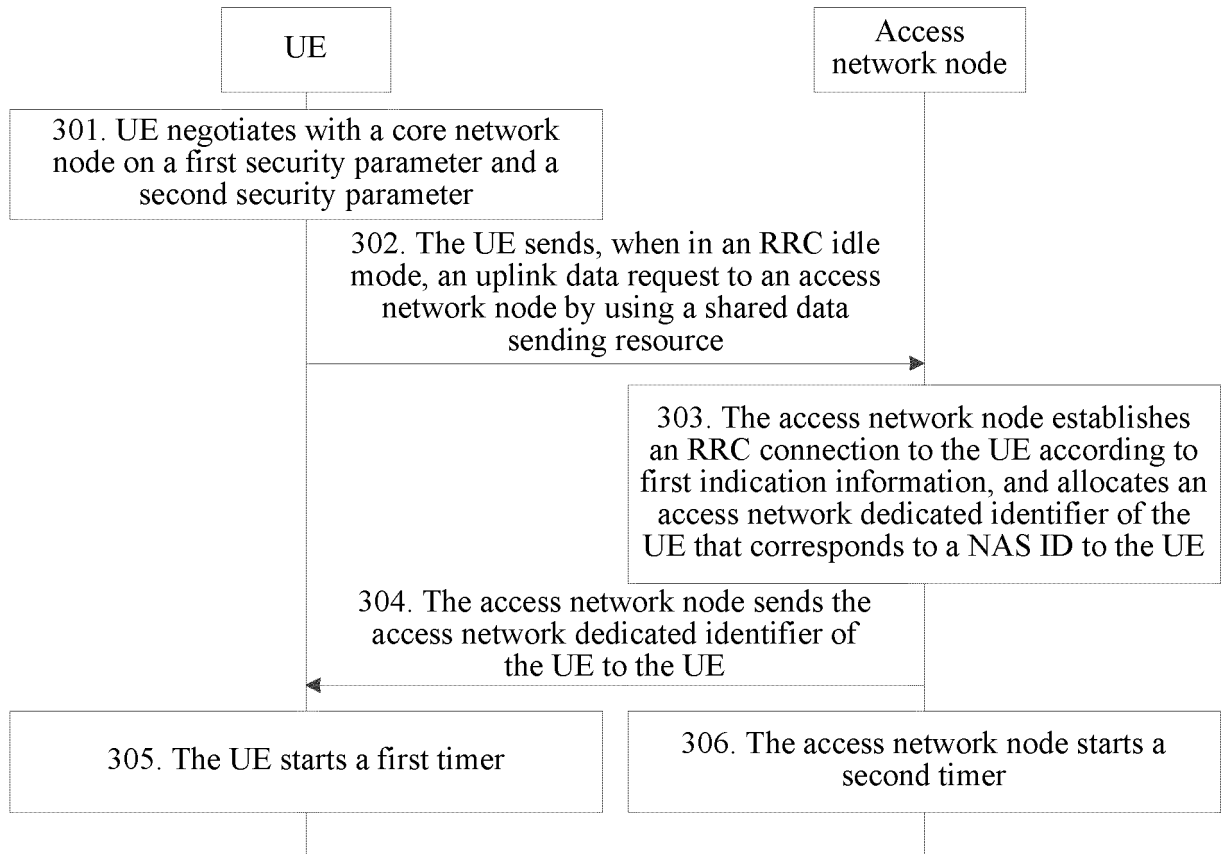 UE
Access
network node
301. UE negotiates with a core network
node on a first security parameter and a
second security parameter
302. The UE sends, when in an RRC idle
mode, an uplink data request to an access
network node by using a shared data
sending resource
303. The access network node establishes
an RRC connection to the UE according to
first indication information, and allocates an
access network dedicated identifier of the
UE that corresponds to a NAS ID to the UE
304. The access network node sends the
access network dedicated identifier of
the UE to the UE
305. The UE starts a first timer
306. The access network node starts a
second timer